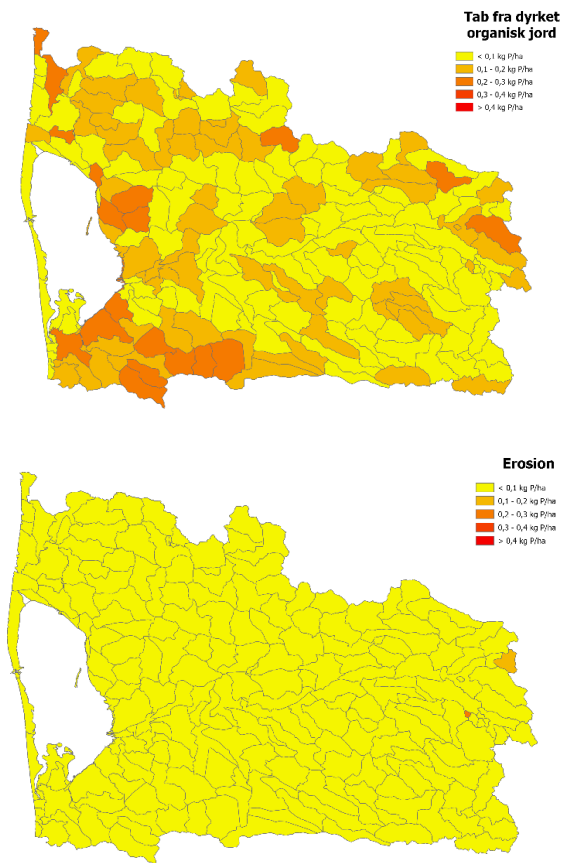 Tab fra dyrket
organisk jord
< 0,1 kg P/ha
0,1 - 0,2 kg P/ha
0,2 - 0,3 kg P/ha
0,3 - 0,4 kg P/ha
> 0,4 kg P/ha
Erosion
< 0,1 kg P/ha
0,1 - 0,2 kg P/ha
0,2 - 0,3 kg P/ha
0,3 - 0,4 kg P/ha
> 0,4 kg P/ha